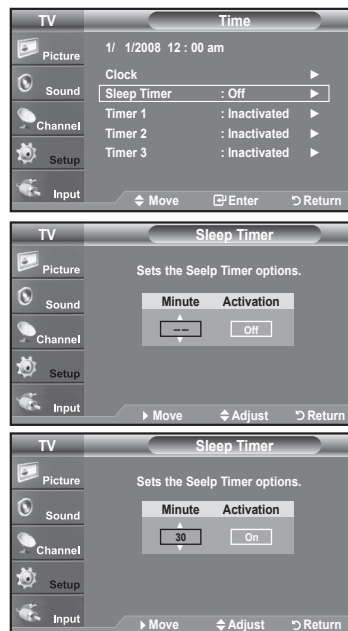 TV Time
Picture 1/ 1/2008 12 : 00 am
Clock ►
Sound Sleep Timer : Off ►
Channel Timer 1 : Inactivated ►
Timer 2 : Inactivated ►
Setup Timer 3 : Inactivated ►
Input Move Enter Return
TV Sleep Timer
Picture Sets the Seelp Timer options.
Sound Minute Activation
Channel –– Off
Setup
Input Move Adjust Return
TV Sleep Timer
Picture Sets the Seelp Timer options.
Sound Minute Activation
Channel 30 On
Setup
Input Move Adjust Return